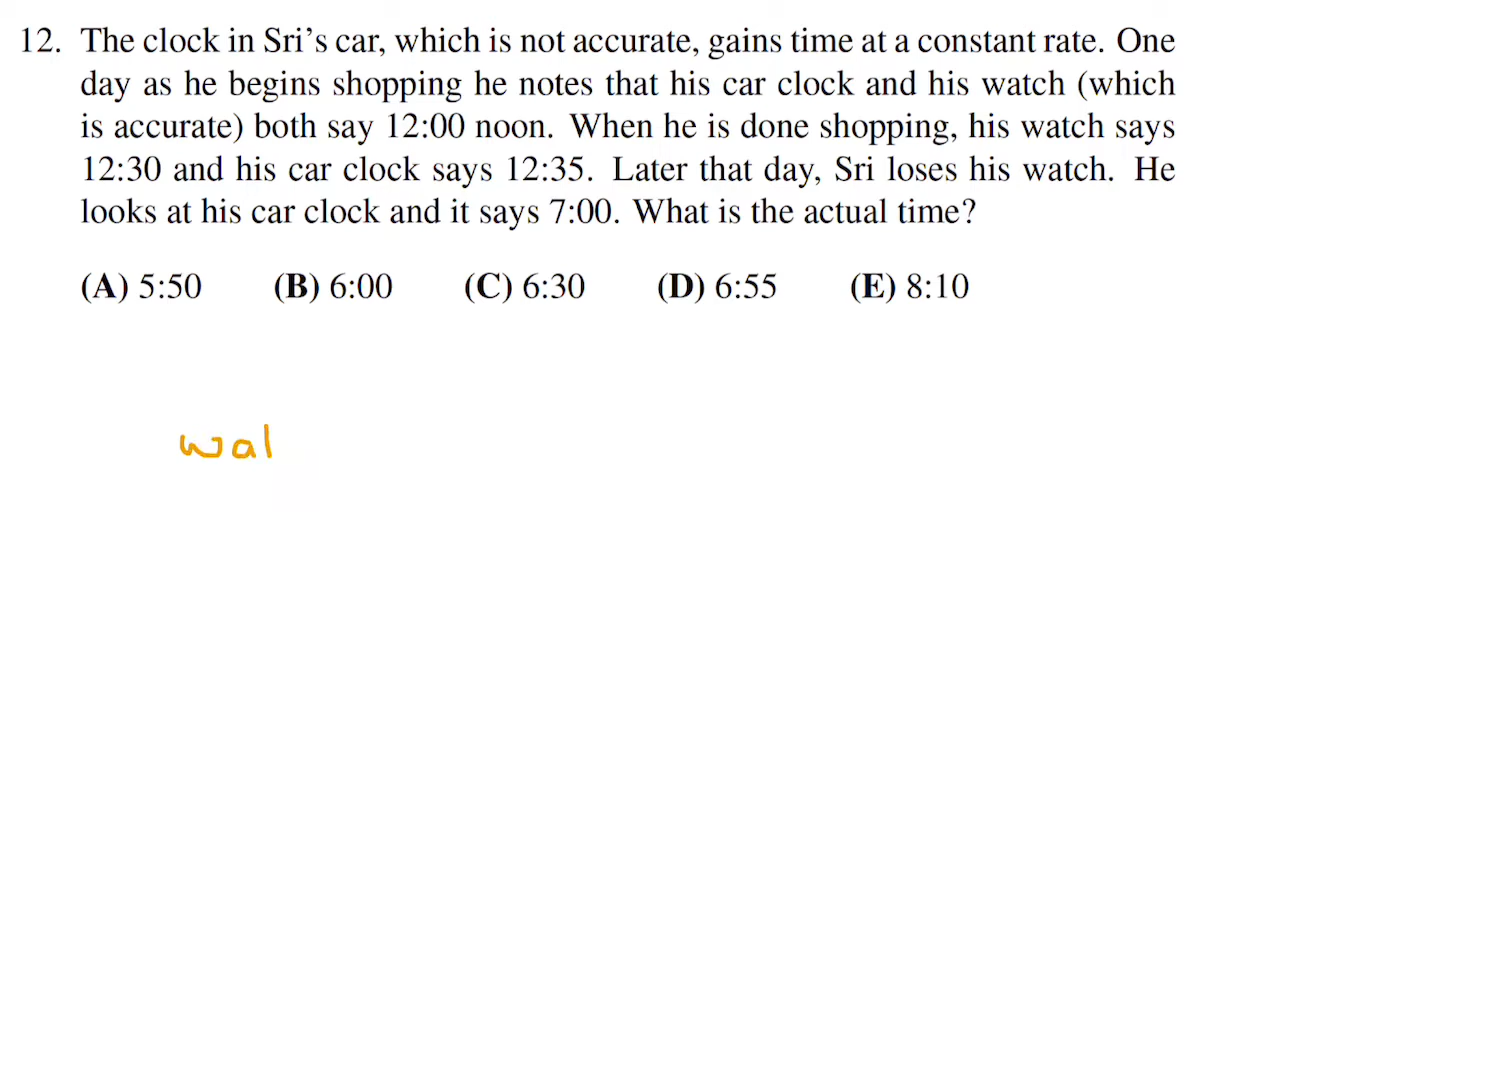 12. The clock in Sri's car, which is not accurate, gains time at a constant rate. One
day as he begins shopping he notes that his car clock and his watch (which
is accurate) both say 12:00 noon. When he is done shopping, his watch says
12:30 and his car clock says 12:35. Later that day, Sri loses his watch. He
looks at his car clock and it says 7:00. What is the actual time?
(A) 5:50 (B) 6:00 (C) 6:30 (D) 6:55 (E) 8:10
wal